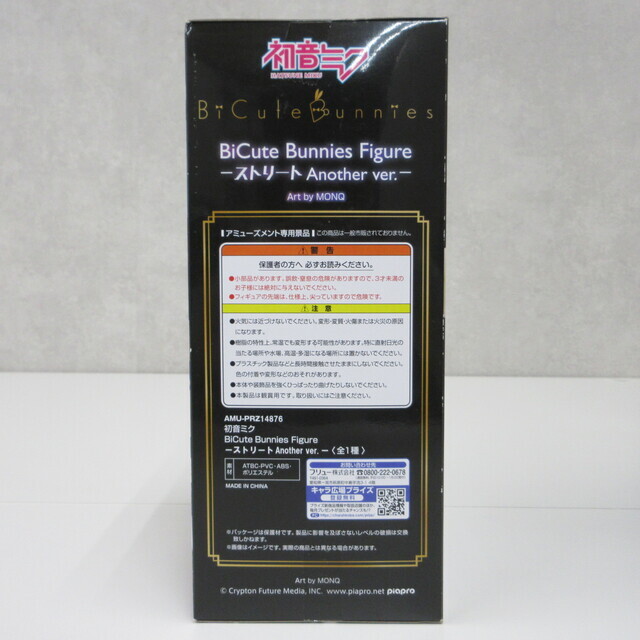 初音ミク
HATSUNE MIKU
BiCute Bunnies
BiCute Bunnies Figure
－ストリート Another ver.－
Art by MONQ
┃アミューズメント専用景品┃この商品は一般市販されておりません。
⚠ 警 告
保護者の方へ 必ずお読みください。
●小部品があります。誤飲・窒息の危険がありますので、3才未満の
お子様には絶対に与えないでください。
●フィギュアの先端は、仕様上、尖っていますので危険です。
⚠ 注 意
●火気には近づけないでください。変形・変質・火傷または火災の原因
になります。
●樹脂の特性上、常温でも変形する可能性があります。特に直射日光の
当たる場所や水場、高温・多湿になる場所には置かないでください。
●プラスチック製品などと長時間接触させたままにしないでください。
色の付着や変形などのおそれがあります。
●本体や装飾品を強くひっぱったり曲げたりしないでください。
●本製品は観賞用です。取り扱いにはご注意ください。
AMU-PRZ14876
初音ミク
BiCute Bunnies Figure
－ストリート Another ver.－〈全1種〉
素材
ATBC-PVC・ABS・
ポリエステル
MADE IN CHINA
お問い合わせ先
フリュー株式会社 0800-222-0678
キャラ広場プライズ
登録無料
＊パッケージは保護材です。製品に影響を及ぼさないレベルの破損は交換
致しかねます。
＊画像はイメージです。実際の商品とは異なる場合があります。
Art by MONQ
© Crypton Future Media, INC. www.piapro.net piapro